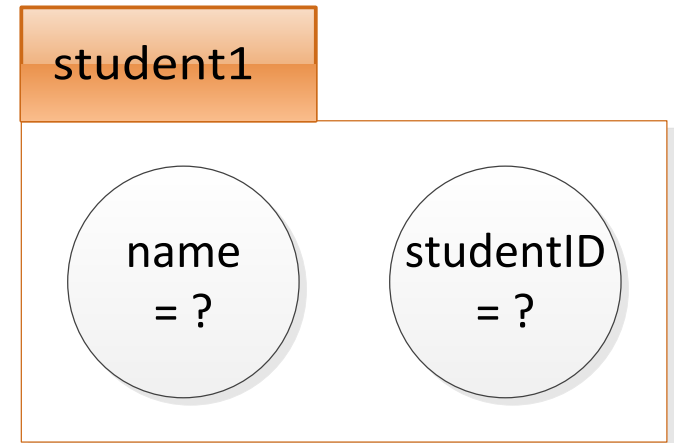 student1
name
= ?
studentID
= ?